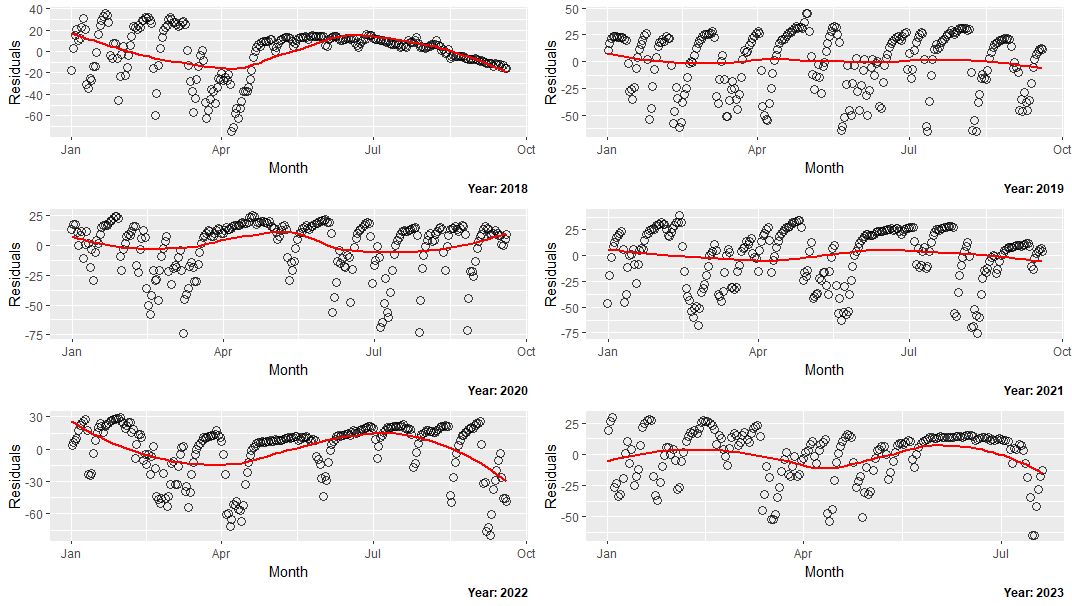 40
20
0
-20
-40
-60
Residuals
Jan Apr Jul Oct
Month
Year: 2018
50
25
0
-25
-50
Residuals
Jan Apr Jul Oct
Month
Year: 2019
25
0
-25
-50
-75
Residuals
Jan Apr Jul Oct
Month
Year: 2020
25
0
-25
-50
-75
Residuals
Jan Apr Jul Oct
Month
Year: 2021
30
0
-30
-60
Residuals
Jan Apr Jul Oct
Month
Year: 2022
25
0
-25
-50
Residuals
Jan Apr Jul
Month
Year: 2023